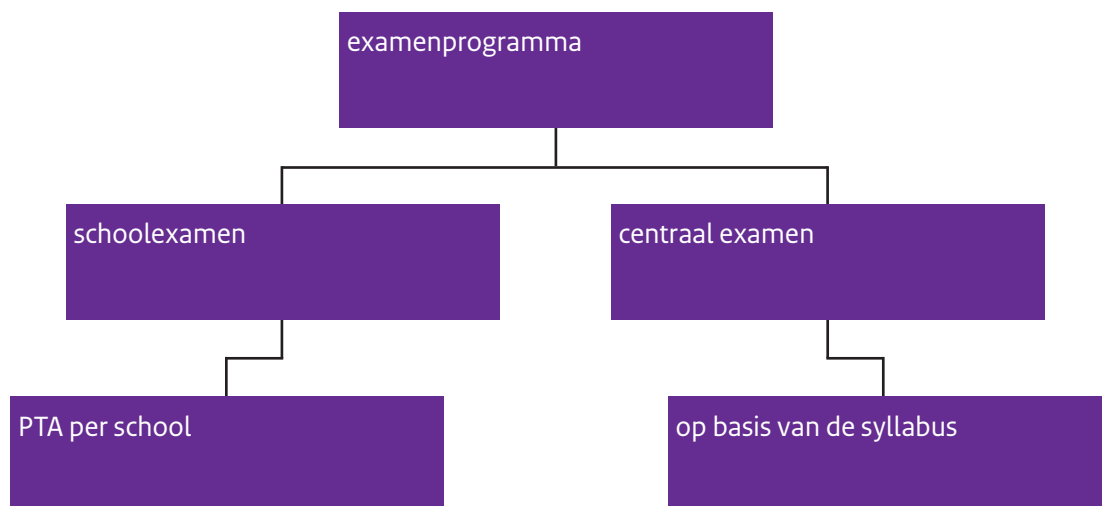 examenprogramma
schoolexamen
centraal examen
PTA per school
op basis van de syllabus